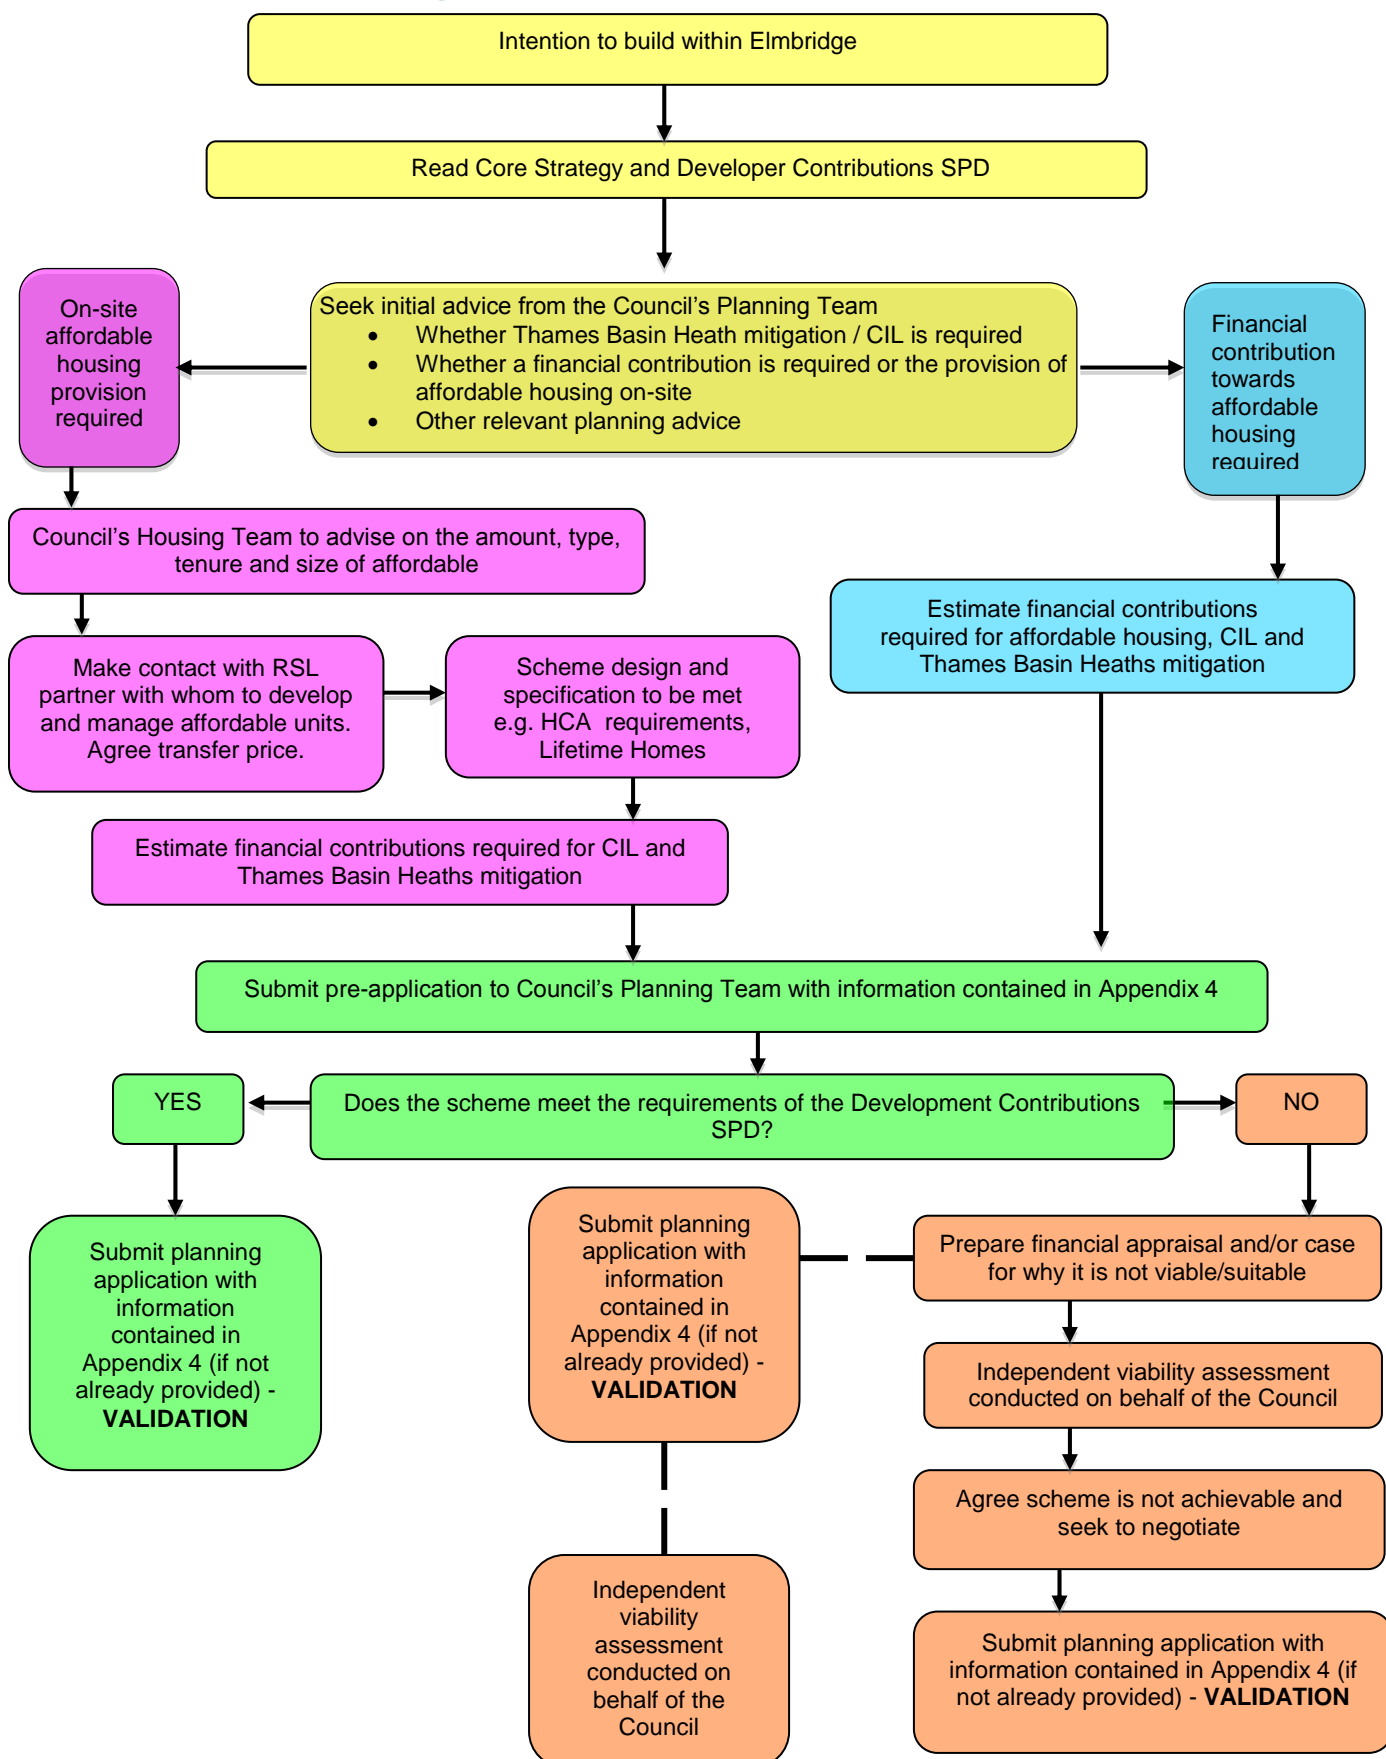 Intention to build within Elmbridge
Read Core Strategy and Developer Contributions SPD
On-site
affordable
housing
provision
required
Seek initial advice from the Council’s Planning Team
• Whether Thames Basin Heath mitigation / CIL is required
• Whether a financial contribution is required or the provision of
affordable housing on-site
• Other relevant planning advice
Financial
contribution
towards
affordable
housing
required
Council’s Housing Team to advise on the amount, type,
tenure and size of affordable
Estimate financial contributions
required for affordable housing, CIL and
Thames Basin Heaths mitigation
Make contact with RSL
partner with whom to develop
and manage affordable units.
Agree transfer price.
Scheme design and
specification to be met
e.g. HCA requirements,
Lifetime Homes
Estimate financial contributions required for CIL and
Thames Basin Heaths mitigation
Submit pre-application to Council’s Planning Team with information contained in Appendix 4
YES
Does the scheme meet the requirements of the Development Contributions
SPD?
NO
Submit planning
application with
information
contained in
Appendix 4 (if not
already provided) -
VALIDATION
Submit planning
application with
information
contained in
Appendix 4 (if not
already provided) -
VALIDATION
Prepare financial appraisal and/or case
for why it is not viable/suitable
Independent viability assessment
conducted on behalf of the Council
Agree scheme is not achievable and
seek to negotiate
Independent
viability
assessment
conducted on
behalf of the
Council
Submit planning application with
information contained in Appendix 4 (if
not already provided) - VALIDATION